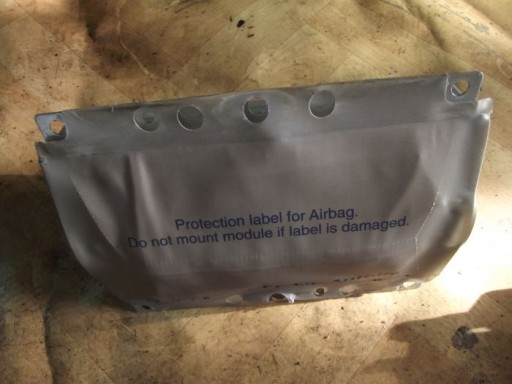 Protection label for Airbag.
Do not mount module if label is damaged.